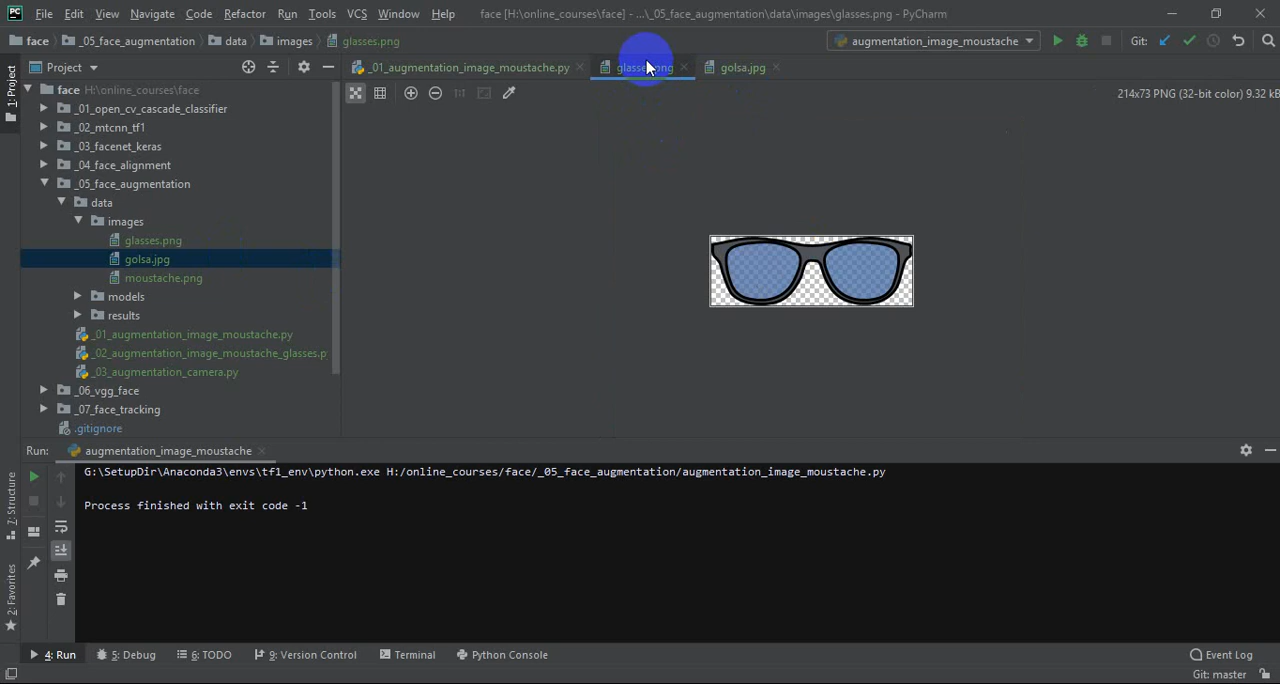 PC File Edit View Navigate Code Refactor Run Tools VCS Window Help face [H:\online_courses\face] - ...\_05_face_augmentation\data\images\glasses.png - PyCharm
face _05_face_augmentation data images glasses.png augmentation_image_moustache Git:
Project _01_augmentation_image_moustache.py glasses.png golsa.jpg
1: Project
214x73 PNG (32-bit color) 9.32 kB
face H:\online_courses\face
_01_open_cv_cascade_classifier
_02_mtcnn_tf1
_03_facenet_keras
_04_face_alignment
_05_face_augmentation
data
images
glasses.png
golsa.jpg
moustache.png
models
results
_01_augmentation_image_moustache.py
_02_augmentation_image_moustache_glasses.p
_03_augmentation_camera.py
_06_vgg_face
_07_face_tracking
.gitignore
Run: augmentation_image_moustache
G:\SetupDir\Anaconda3\envs\tf1_env\python.exe H:/online_courses/face/_05_face_augmentation/augmentation_image_moustache.py
Process finished with exit code -1
7: Structure
2: Favorites
4: Run 5: Debug 6: TODO 9: Version Control Terminal Python Console Event Log
Git: master